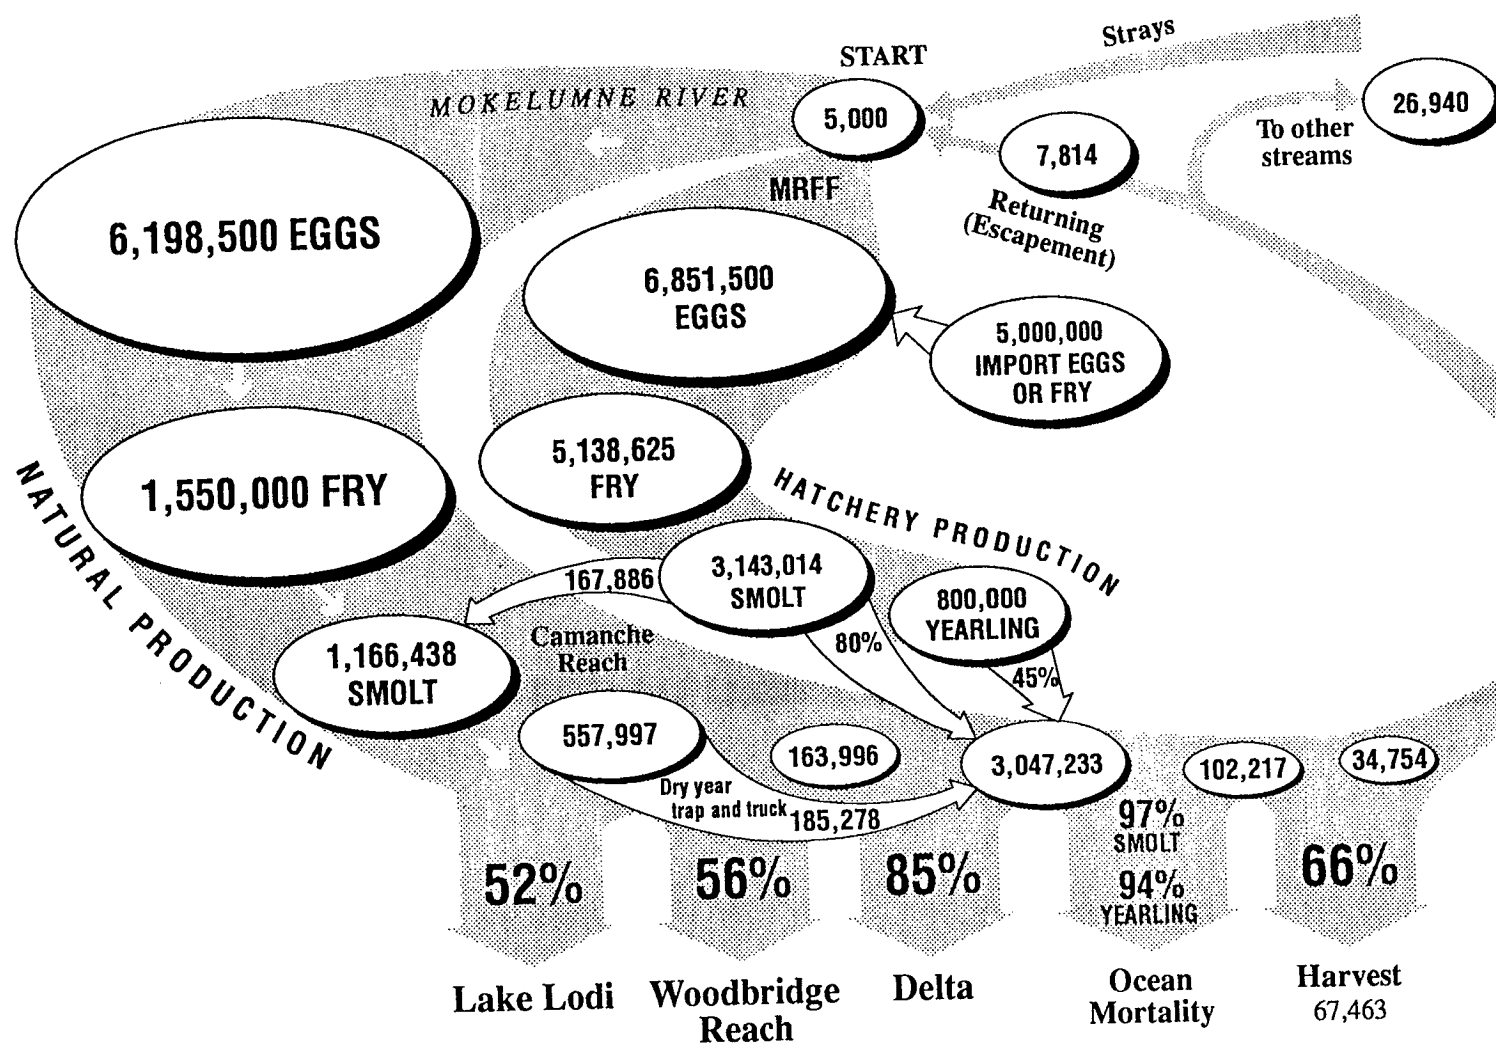 Strays
START
MOKELUMNE RIVER
5,000
26,940
To other
streams
7,814
MRFF
Returning
(Escapement)
6,198,500 EGGS
6,851,500
EGGS
5,000,000
IMPORT EGGS
OR FRY
5,138,625
FRY
1,550,000 FRY
NATURAL PRODUCTION
HATCHERY PRODUCTION
3,143,014
SMOLT
167,886
800,000
YEARLING
80%
45%
Camanche
Reach
1,166,438
SMOLT
557,997
163,996
3,047,233
102,217
34,754
Dry year
trap and truck
185,278
52%
56%
85%
97%
SMOLT
94%
YEARLING
66%
Lake Lodi
Woodbridge
Reach
Delta
Ocean
Mortality
Harvest
67,463